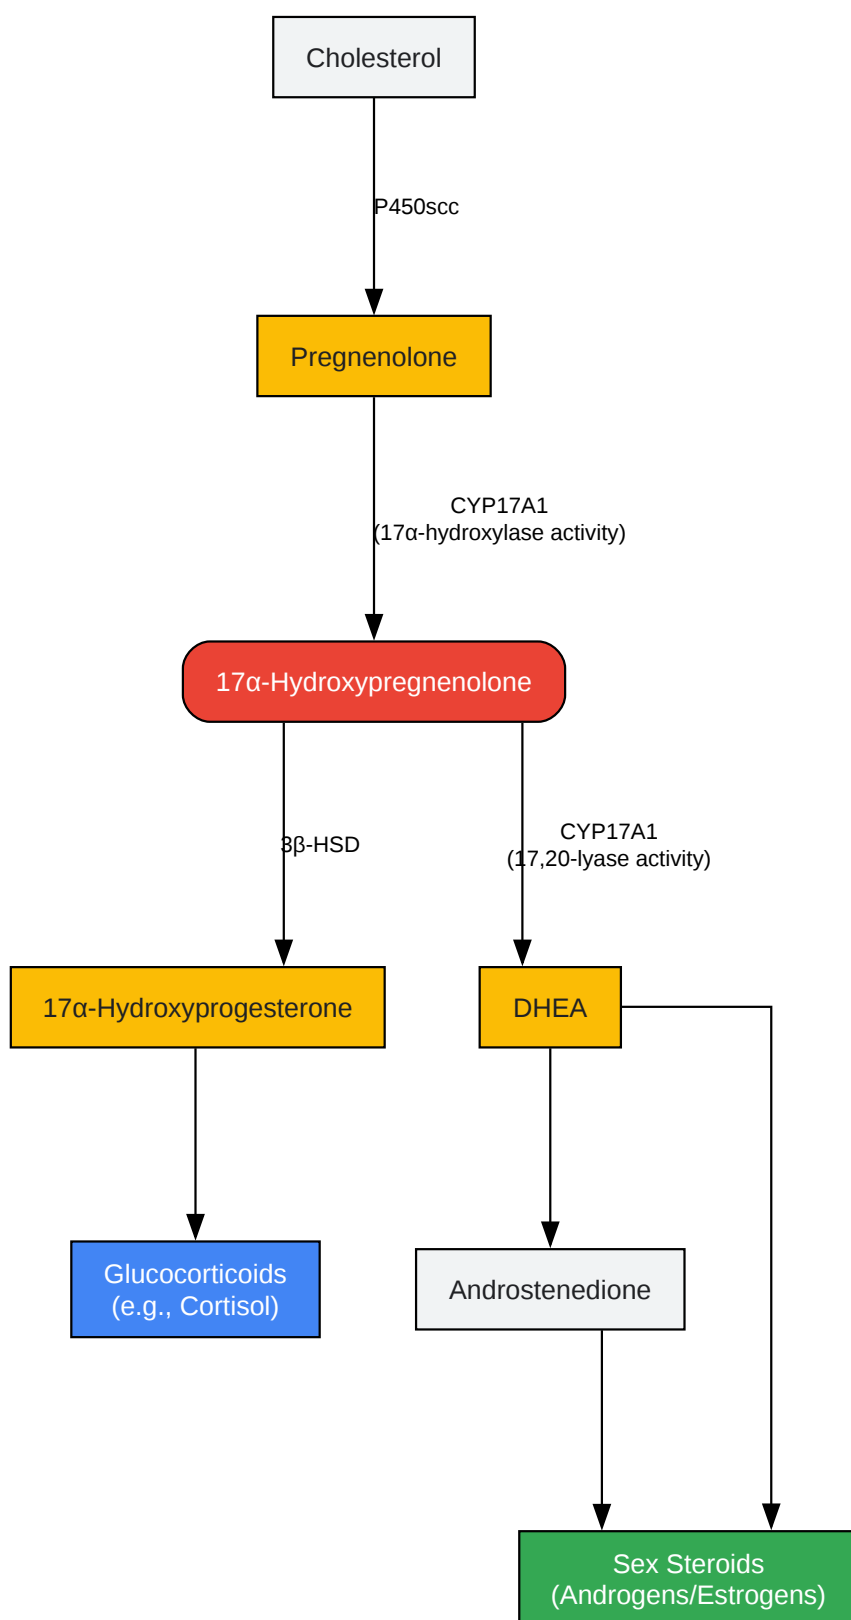 Cholesterol
P450scc
Pregnenolone
CYP17A1
(17α-hydroxylase activity)
17α-Hydroxypregnenolone
3β-HSD
CYP17A1
(17,20-lyase activity)
17α-Hydroxyprogesterone
DHEA
Glucocorticoids
(e.g., Cortisol)
Androstenedione
Sex Steroids
(Androgens/Estrogens)